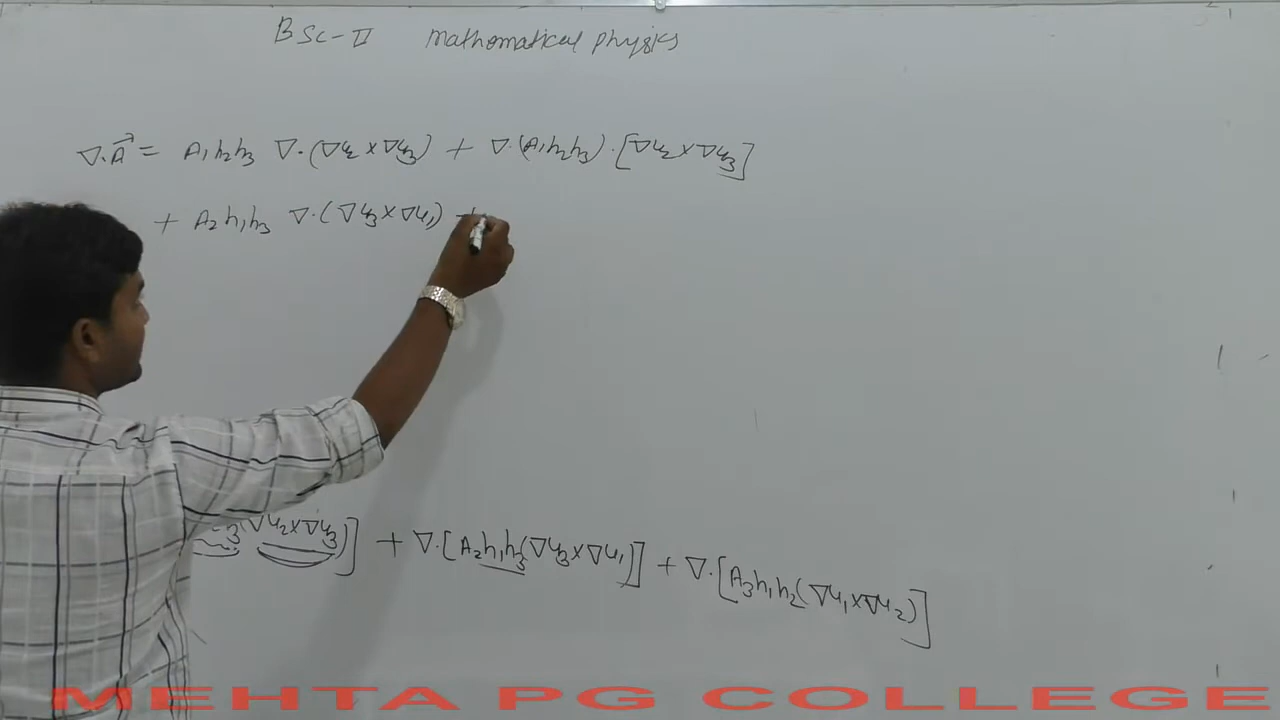 BSc-II Mathematical physics
∇·A⃗ = A₁h₂h₃ ∇·(∇u₂×∇u₃) + ∇·(A₁h₂h₃)·[∇u₂×∇u₃]
+ A₂h₁h₃ ∇·(∇u₃×∇u₁) +
₃(∇u₂×∇u₃)] + ∇·[A₂h₁h₃(∇u₃×∇u₁)] + ∇·[A₃h₁h₂(∇u₁×∇u₂)]
MEHTA PG COLLEGE